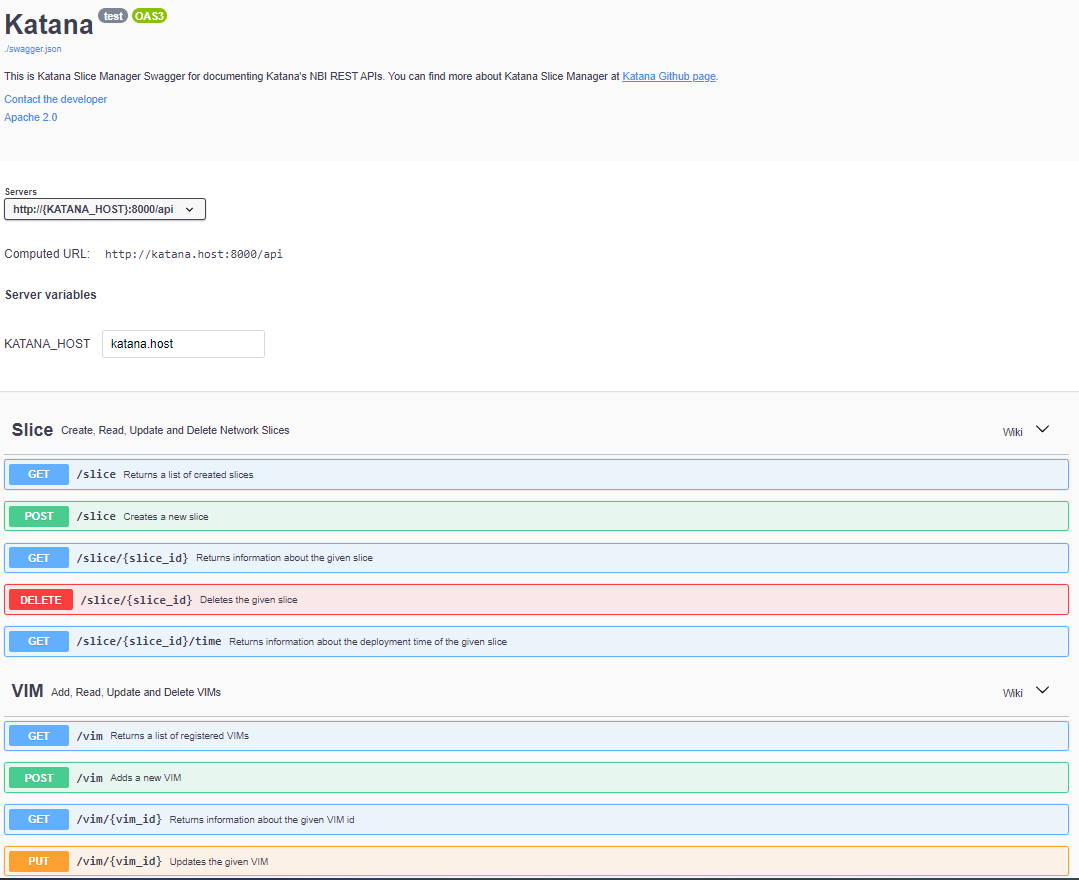 Katana test OAS3
./swagger.json
This is Katana Slice Manager Swagger for documenting Katana's NBI REST APIs. You can find more about Katana Slice Manager at Katana Github page.
Contact the developer
Apache 2.0
Servers
http://{KATANA_HOST}:8000/api
Computed URL: http://katana.host:8000/api
Server variables
KATANA_HOST katana.host
Slice Create, Read, Update and Delete Network Slices Wiki
GET /slice Returns a list of created slices
POST /slice Creates a new slice
GET /slice/{slice_id} Returns information about the given slice
DELETE /slice/{slice_id} Deletes the given slice
GET /slice/{slice_id}/time Returns information about the deployment time of the given slice
VIM Add, Read, Update and Delete VIMs Wiki
GET /vim Returns a list of registered VIMs
POST /vim Adds a new VIM
GET /vim/{vim_id} Returns information about the given VIM id
PUT /vim/{vim_id} Updates the given VIM